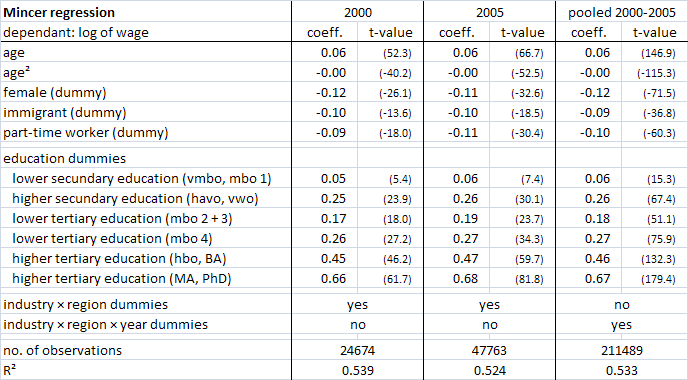 Mincer regression 2000 2005 pooled 2000-2005
dependant: log of wage coeff. t-value coeff. t-value coeff. t-value
age 0.06 (52.3) 0.06 (66.7) 0.06 (146.9)
age² -0.00 (-40.2) -0.00 (-52.5) -0.00 (-115.3)
female (dummy) -0.12 (-26.1) -0.11 (-32.6) -0.12 (-71.5)
immigrant (dummy) -0.10 (-13.6) -0.10 (-18.5) -0.09 (-36.8)
part-time worker (dummy) -0.09 (-18.0) -0.11 (-30.4) -0.10 (-60.3)
education dummies
lower secondary education (vmbo, mbo 1) 0.05 (5.4) 0.06 (7.4) 0.06 (15.3)
higher secondary education (havo, vwo) 0.25 (23.9) 0.26 (30.1) 0.26 (67.4)
lower tertiary education (mbo 2 + 3) 0.17 (18.0) 0.19 (23.7) 0.18 (51.1)
lower tertiary education (mbo 4) 0.26 (27.2) 0.27 (34.3) 0.27 (75.9)
higher tertiary education (hbo, BA) 0.45 (46.2) 0.47 (59.7) 0.46 (132.3)
higher tertiary education (MA, PhD) 0.66 (61.7) 0.68 (81.8) 0.67 (179.4)
industry × region dummies yes yes no
industry × region × year dummies no no yes
no. of observations 24674 47763 211489
R² 0.539 0.524 0.533